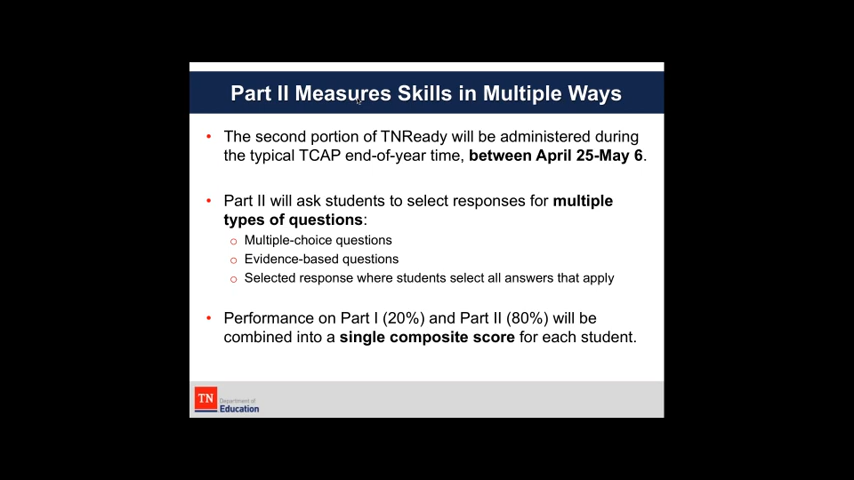 Part II Measures Skills in Multiple Ways
• The second portion of TNReady will be administered during
the typical TCAP end-of-year time, between April 25-May 6.
• Part II will ask students to select responses for multiple
types of questions:
o Multiple-choice questions
o Evidence-based questions
o Selected response where students select all answers that apply
• Performance on Part I (20%) and Part II (80%) will be
combined into a single composite score for each student.
TN
Department of
Education